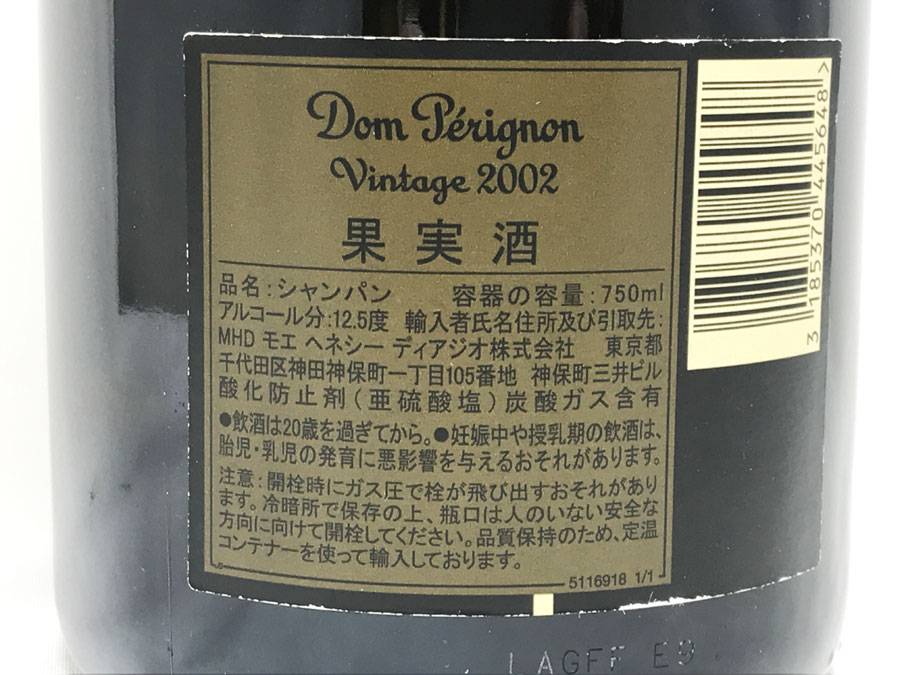 Dom Pérignon
Vintage 2002
果実酒
品名:シャンパン 容器の容量:750ml
アルコール分:12.5度 輸入者氏名住所及び引取先:
MHD モエ ヘネシー ディアジオ株式会社 東京都
千代田区神田神保町一丁目105番地 神保町三井ビル
酸化防止剤(亜硫酸塩)炭酸ガス含有
●飲酒は20歳を過ぎてから。●妊娠中や授乳期の飲酒は、
胎児・乳児の発育に悪影響を与えるおそれがあります。
注意:開栓時にガス圧で栓が飛び出すおそれがあり
ます。冷暗所で保存の上、瓶口は人のいない安全な
方向に向けて開栓してください。品質保持のため、定温
コンテナーを使って輸入しております。
5116918 1/1
3 185370 445648 >